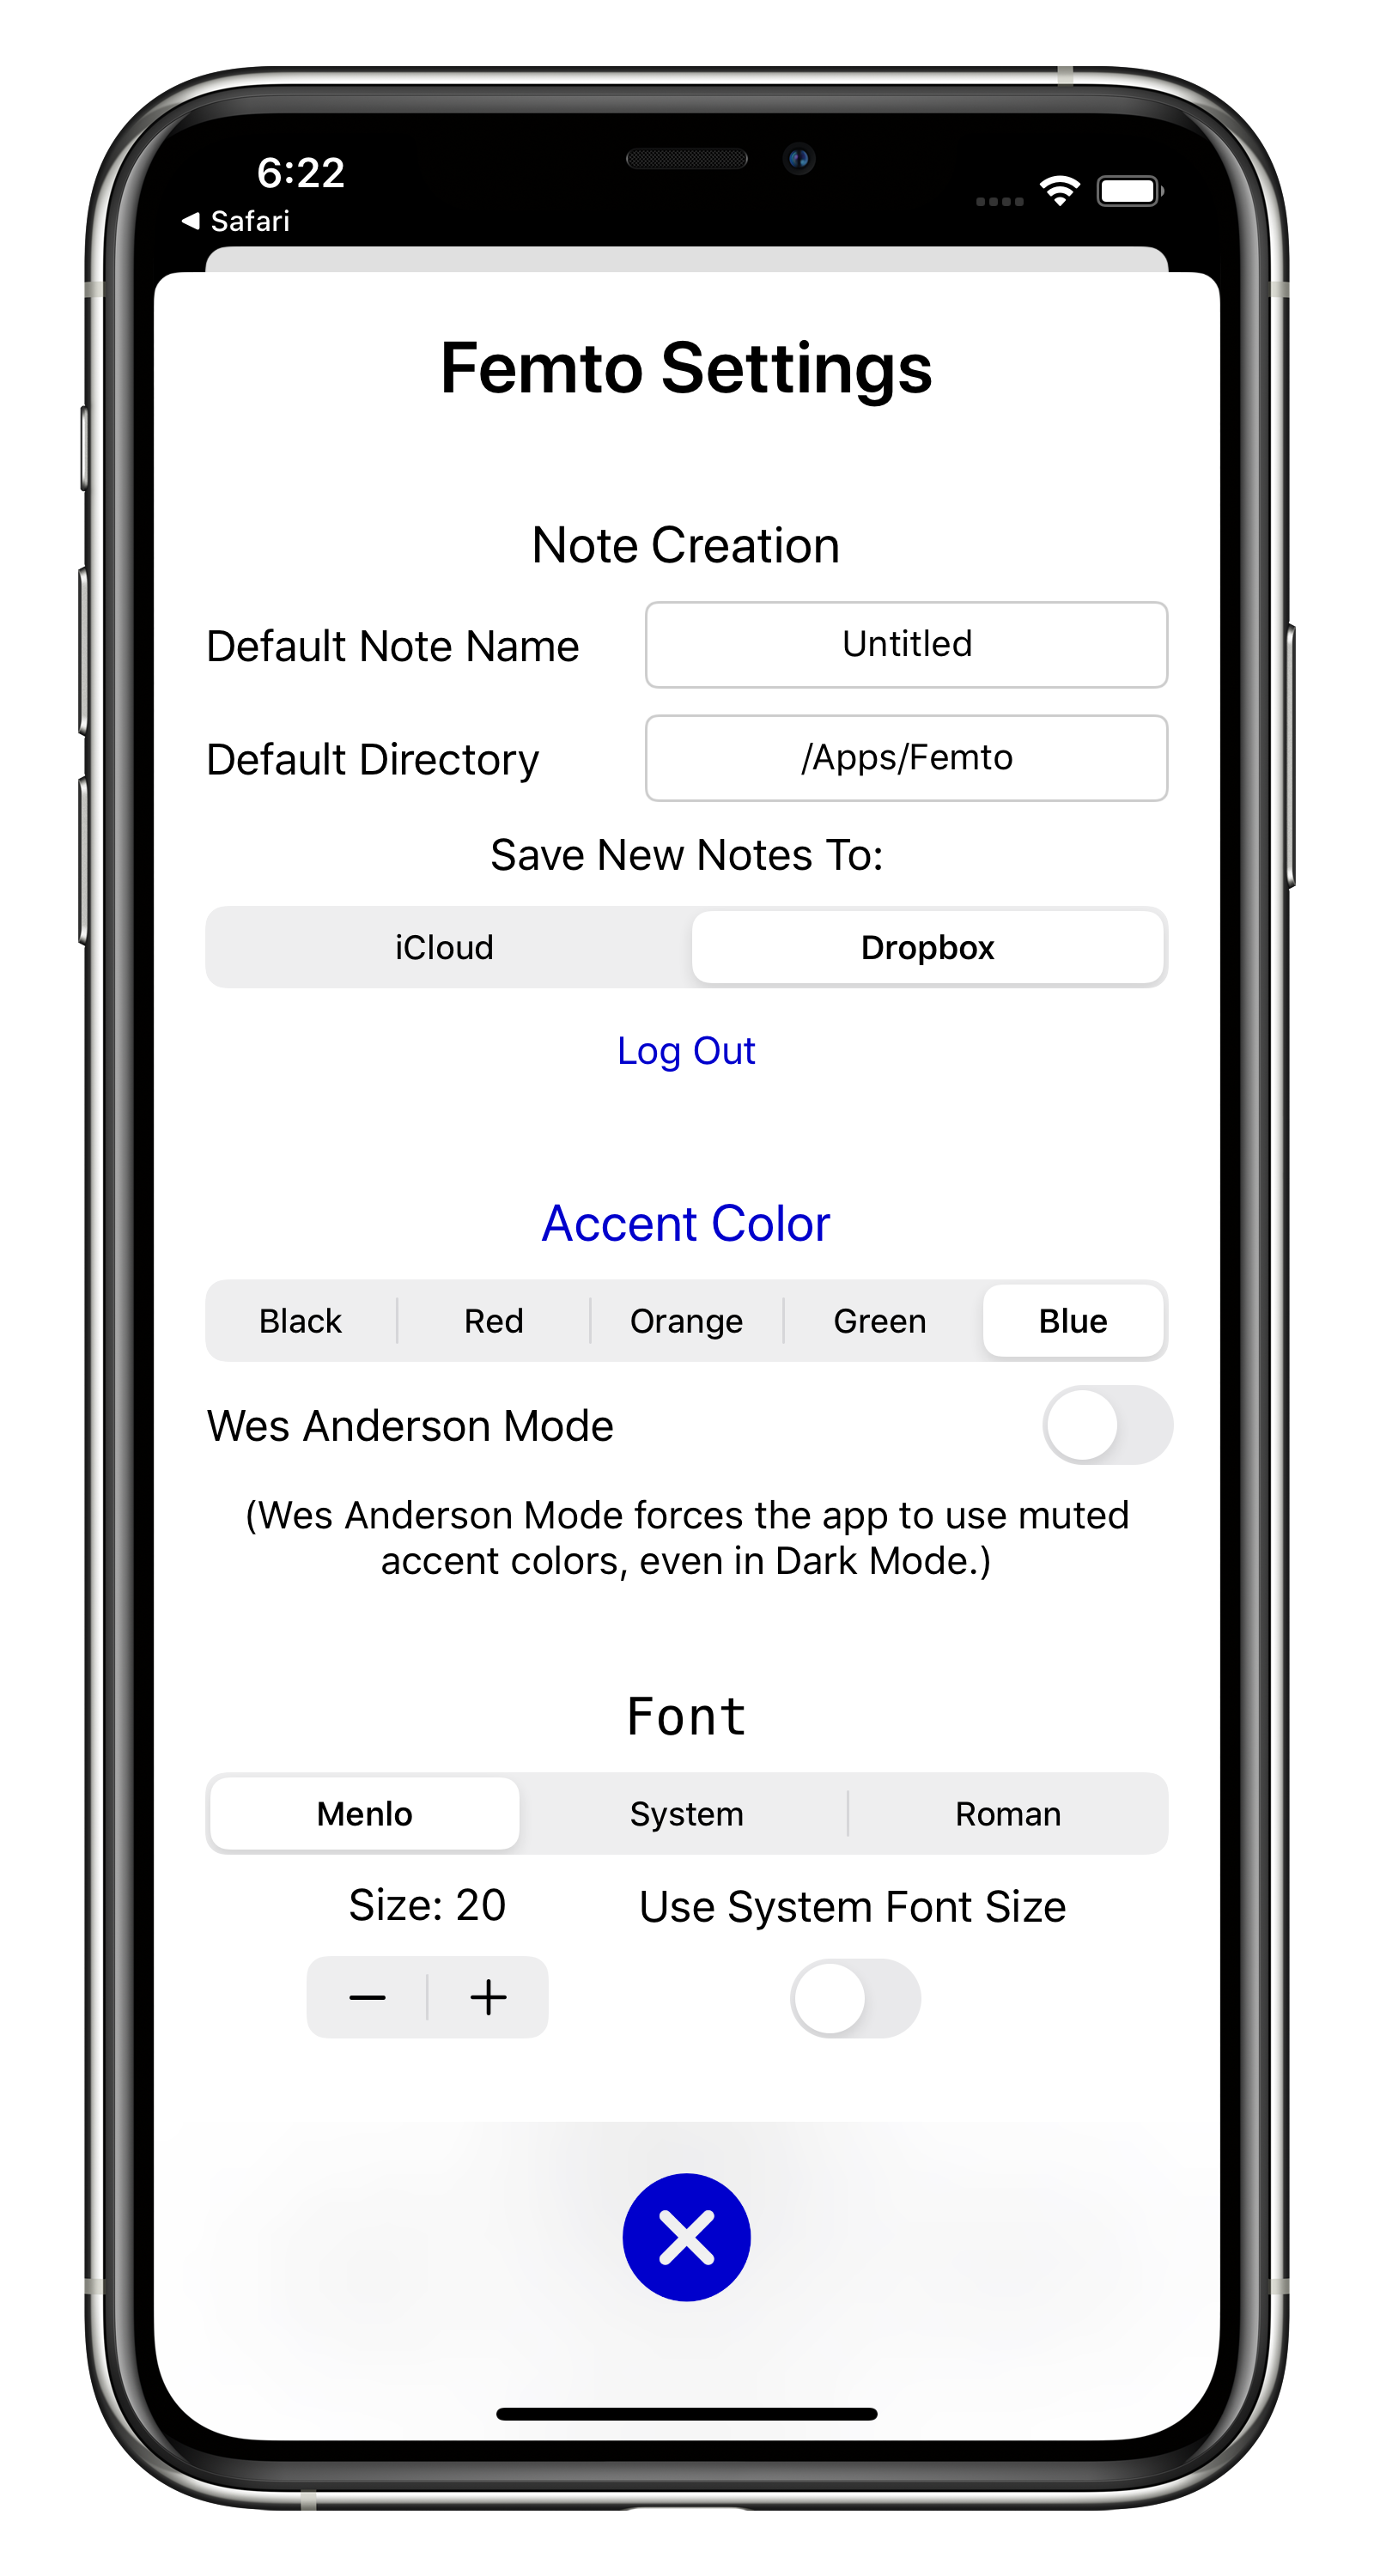 6:22
Safari
Femto Settings
Note Creation
Default Note Name
Untitled
Default Directory
/Apps/Femto
Save New Notes To:
iCloud
Dropbox
Log Out
Accent Color
Black
Red
Orange
Green
Blue
Wes Anderson Mode
(Wes Anderson Mode forces the app to use muted
accent colors, even in Dark Mode.)
Font
Menlo
System
Roman
Size: 20
Use System Font Size